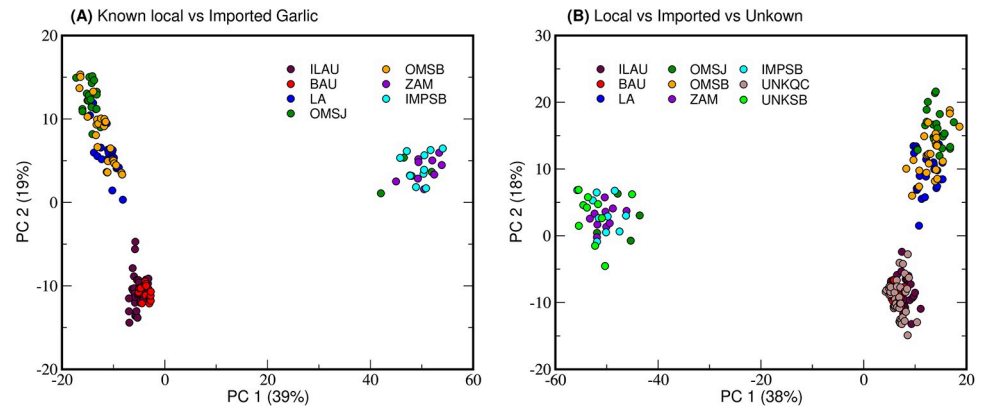 (A) Known local vs Imported Garlic
20
10
0
-10
-20
-20
0
20
40
60
PC 2 (19%)
PC 1 (39%)
ILAU
BAU
LA
OMSJ
OMSB
ZAM
IMPSB
(B) Local vs Imported vs Unkown
30
20
10
0
-10
-20
-60
-40
-20
0
20
PC 2 (18%)
PC 1 (38%)
ILAU
BAU
LA
OMSJ
OMSB
ZAM
IMPSB
UNKQC
UNKSB